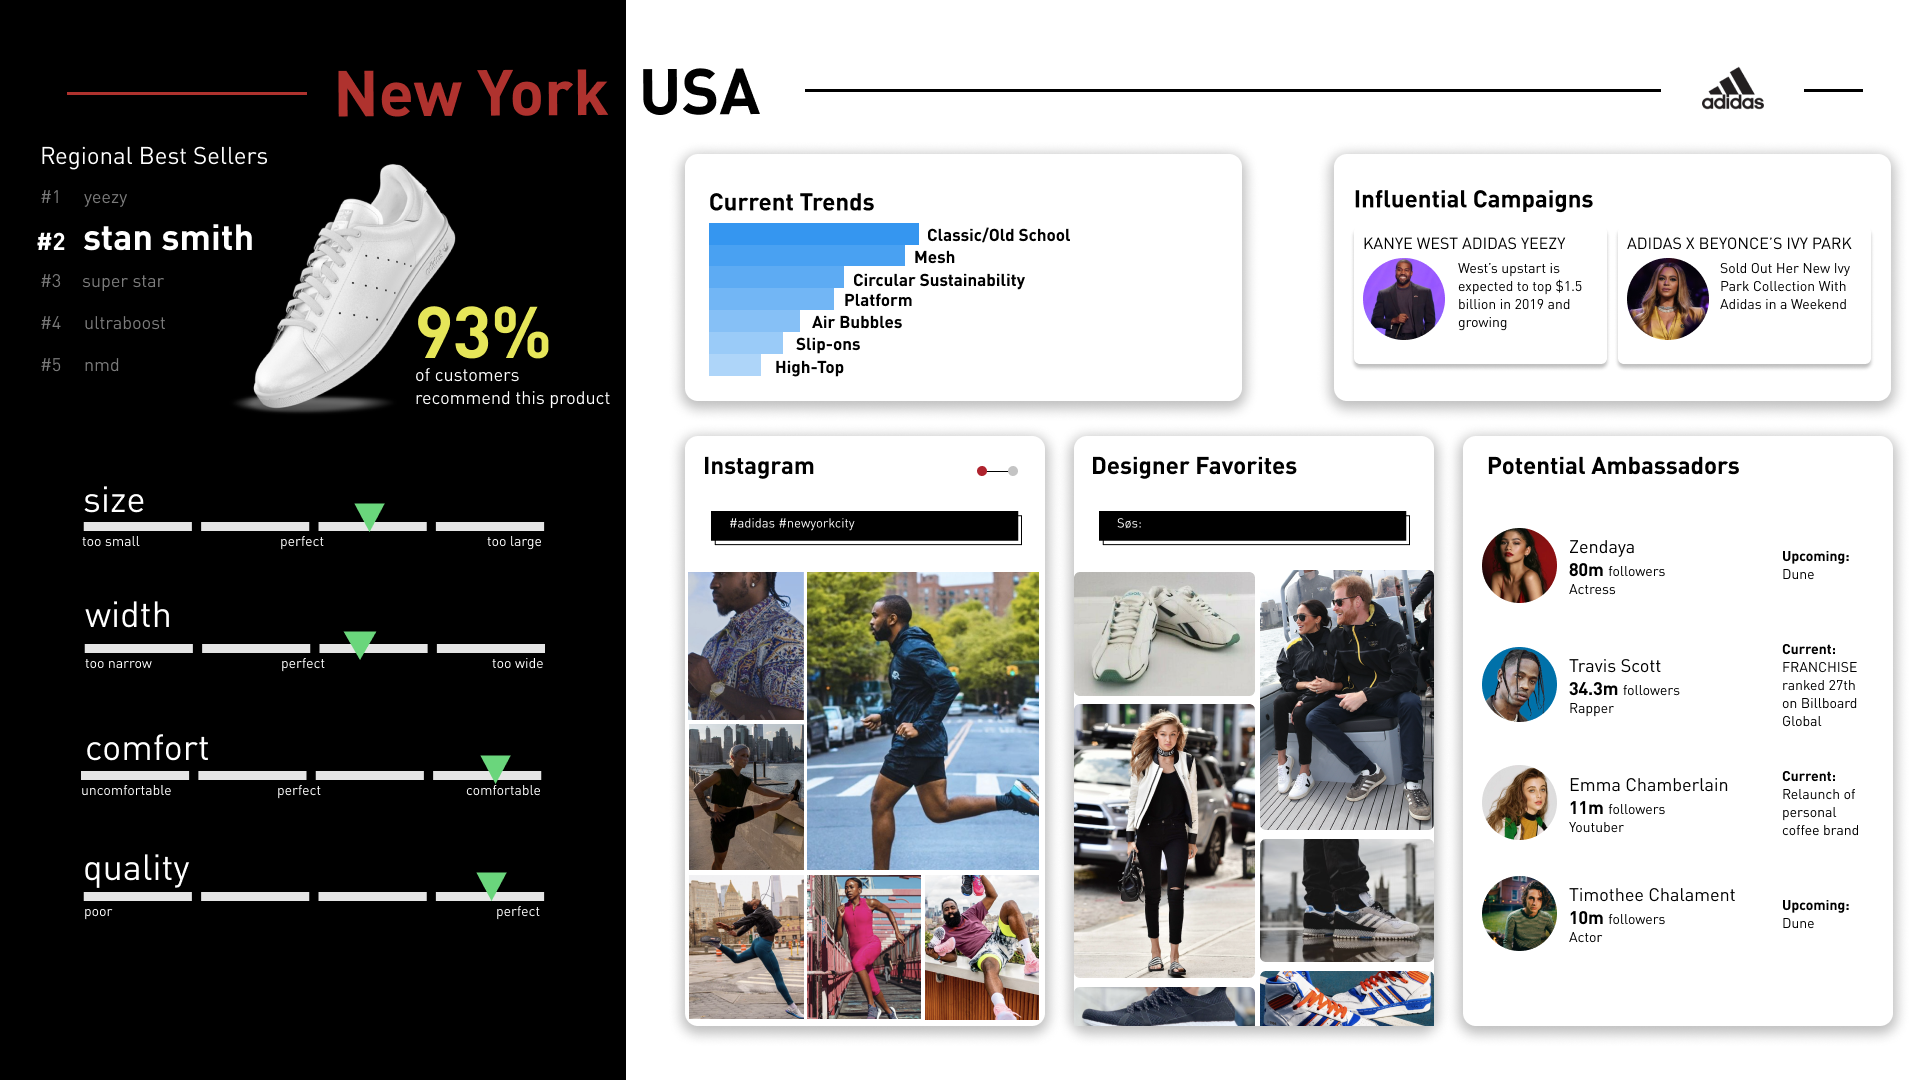 New York USA
adidas
Regional Best Sellers
#1 yeezy
#2 stan smith
#3 super star
#4 ultraboost
#5 nmd
93%
of customers
recommend this product
size
too small perfect too large
width
too narrow perfect too wide
comfort
uncomfortable perfect comfortable
quality
poor perfect
Current Trends
Classic/Old School
Mesh
Circular Sustainability
Platform
Air Bubbles
Slip-ons
High-Top
Influential Campaigns
KANYE WEST ADIDAS YEEZY
West's upstart is
expected to top $1.5
billion in 2019 and
growing
ADIDAS X BEYONCE'S IVY PARK
Sold Out Her New Ivy
Park Collection With
Adidas in a Weekend
Instagram
#adidas #newyorkcity
Designer Favorites
Søs:
Potential Ambassadors
Zendaya
80m followers
Actress
Upcoming:
Dune
Travis Scott
34.3m followers
Rapper
Current:
FRANCHISE
ranked 27th
on Billboard
Global
Emma Chamberlain
11m followers
Youtuber
Current:
Relaunch of
personal
coffee brand
Timothee Chalament
10m followers
Actor
Upcoming:
Dune